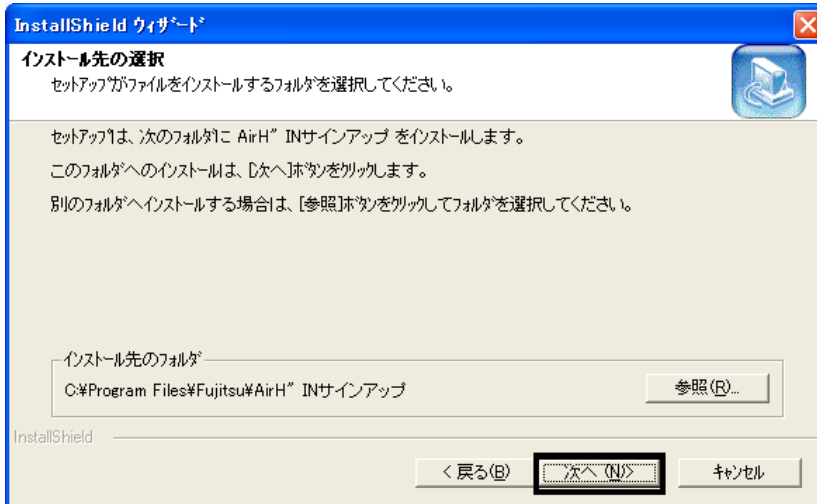 InstallShield ウィザード
インストール先の選択
セットアップがファイルをインストールするフォルダを選択してください。
セットアップは、次のフォルダに AirH" INサインアップ をインストールします。
このフォルダへのインストールは、[次へ]ボタンをクリックします。
別のフォルダへインストールする場合は、[参照]ボタンをクリックしてフォルダを選択してください。
インストール先のフォルダ
C:¥Program Files¥Fujitsu¥AirH" INサインアップ
参照(R)...
InstallShield
< 戻る(B)
次へ (N)>
キャンセル